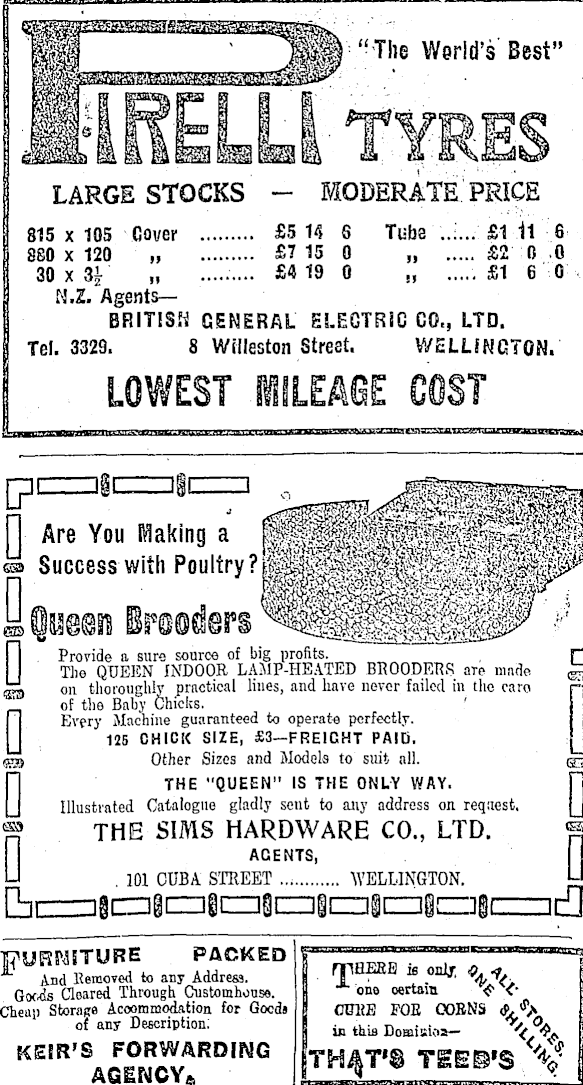 "The World's Best"
PIRELLI TYRES
LARGE STOCKS — MODERATE PRICE
815 x 105 Cover ......... £5 14 6 Tube ...... £1 11 6
880 x 120 ,, ......... £7 15 0 ,, ..... £2 0 0
30 x 3½ ,, ......... £4 19 0 ,, ..... £1 6 0
N.Z. Agents—
BRITISH GENERAL ELECTRIC CO., LTD.
Tel. 3329. 8 Willeston Street. WELLINGTON.
LOWEST MILEAGE COST
Are You Making a
Success with Poultry?
Queen Brooders
Provide a sure source of big profits.
The QUEEN INDOOR LAMP-HEATED BROODERS are made
on thoroughly practical lines, and have never failed in the care
of the Baby Chicks.
Every Machine guaranteed to operate perfectly.
125 CHICK SIZE, £3—FREIGHT PAID.
Other Sizes and Models to suit all.
THE "QUEEN" IS THE ONLY WAY.
Illustrated Catalogue gladly sent to any address on request.
THE SIMS HARDWARE CO., LTD.
AGENTS,
101 CUBA STREET ........... WELLINGTON.
FURNITURE PACKED
And Removed to any Address.
Goods Cleared Through Customhouse.
Cheap Storage Accommodation for Goods
of any Description.
KEIR'S FORWARDING
AGENCY.
THERE is only
one certain
CURE FOR CORNS
in this Dominion—
THAT'S TEED'S
ALL STORES.
ONE SHILLING.